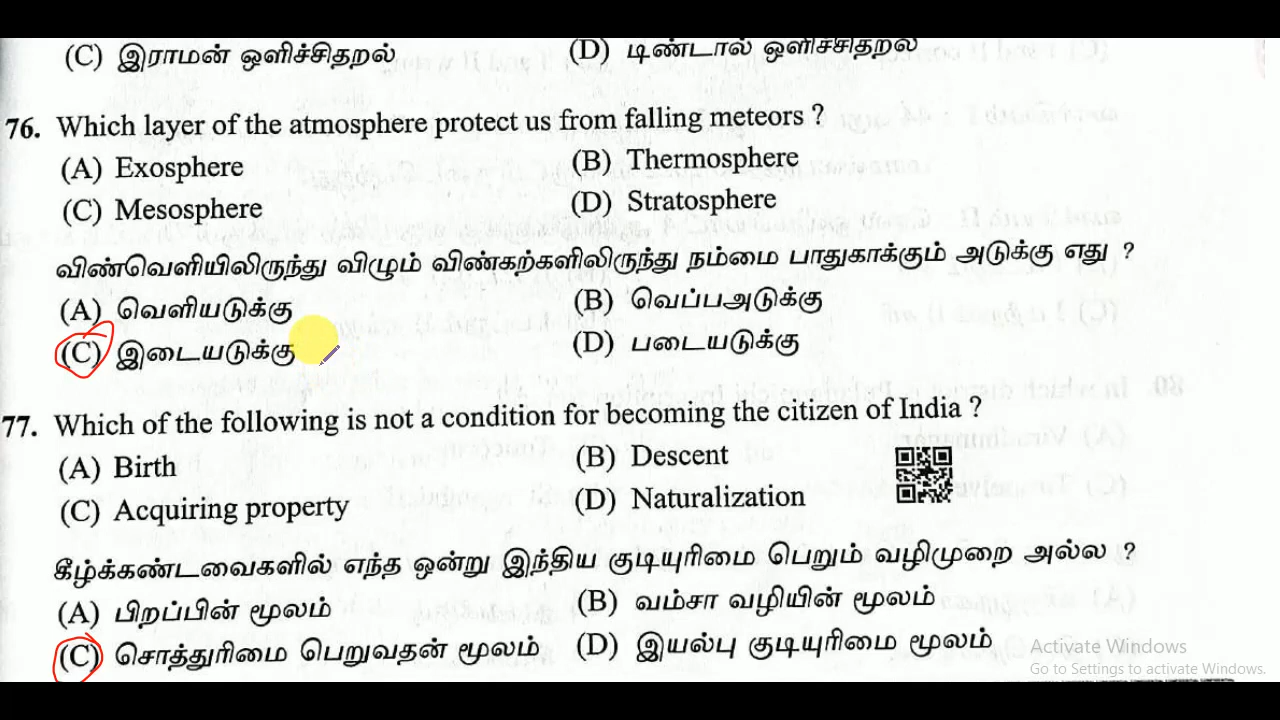 (C) இராமன் ஒளிச்சிதறல் (D) டிண்டால் ஒளிச்சிதறல்
76. Which layer of the atmosphere protect us from falling meteors ?
(A) Exosphere (B) Thermosphere
(C) Mesosphere (D) Stratosphere
விண்வெளியிலிருந்து விழும் விண்கற்களிலிருந்து நம்மை பாதுகாக்கும் அடுக்கு எது ?
(A) வெளியடுக்கு (B) வெப்பஅடுக்கு
(C) இடையடுக்கு (D) படையடுக்கு
77. Which of the following is not a condition for becoming the citizen of India ?
(A) Birth (B) Descent
(C) Acquiring property (D) Naturalization
கீழ்க்கண்டவைகளில் எந்த ஒன்று இந்திய குடியுரிமை பெறும் வழிமுறை அல்ல ?
(A) பிறப்பின் மூலம் (B) வம்சா வழியின் மூலம்
(C) சொத்துரிமை பெறுவதன் மூலம் (D) இயல்பு குடியுரிமை மூலம்
Activate Windows
Go to Settings to activate Windows.